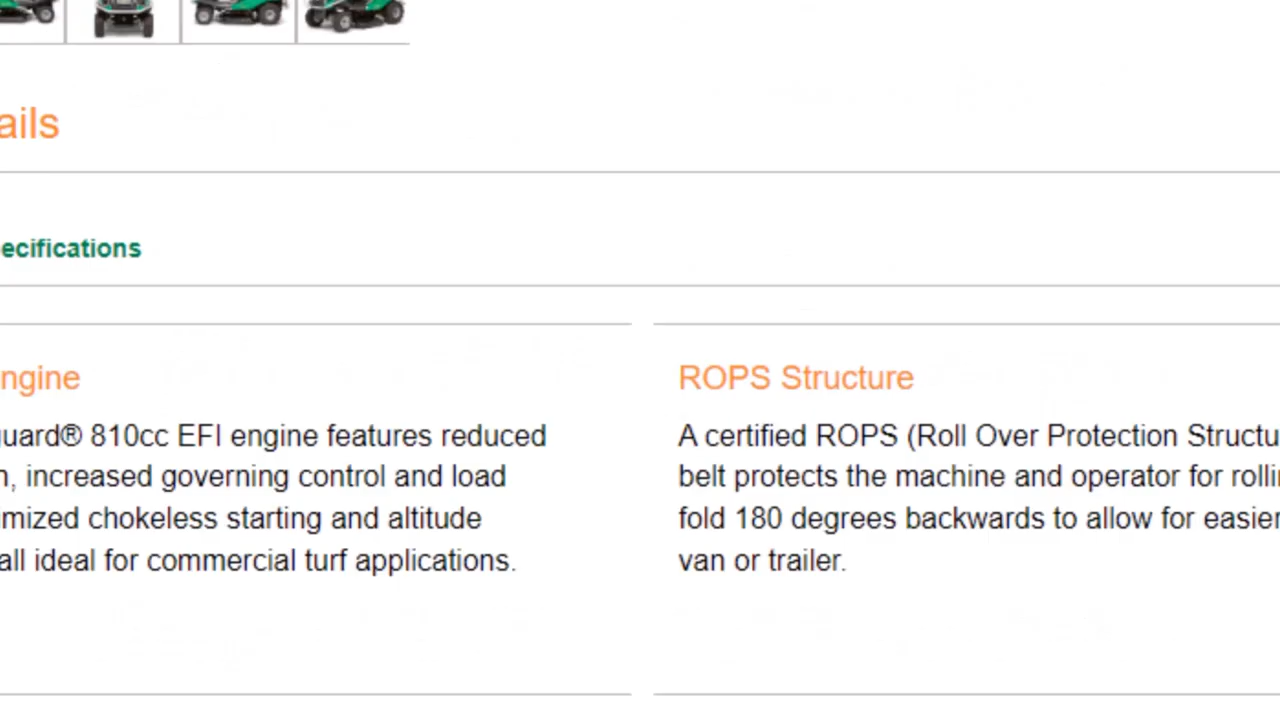 ails
ecifications
ngine
guard® 810cc EFI engine features reduced
n, increased governing control and load
mized chokeless starting and altitude
all ideal for commercial turf applications.
ROPS Structure
A certified ROPS (Roll Over Protection Structu
belt protects the machine and operator for rollin
fold 180 degrees backwards to allow for easier
van or trailer.